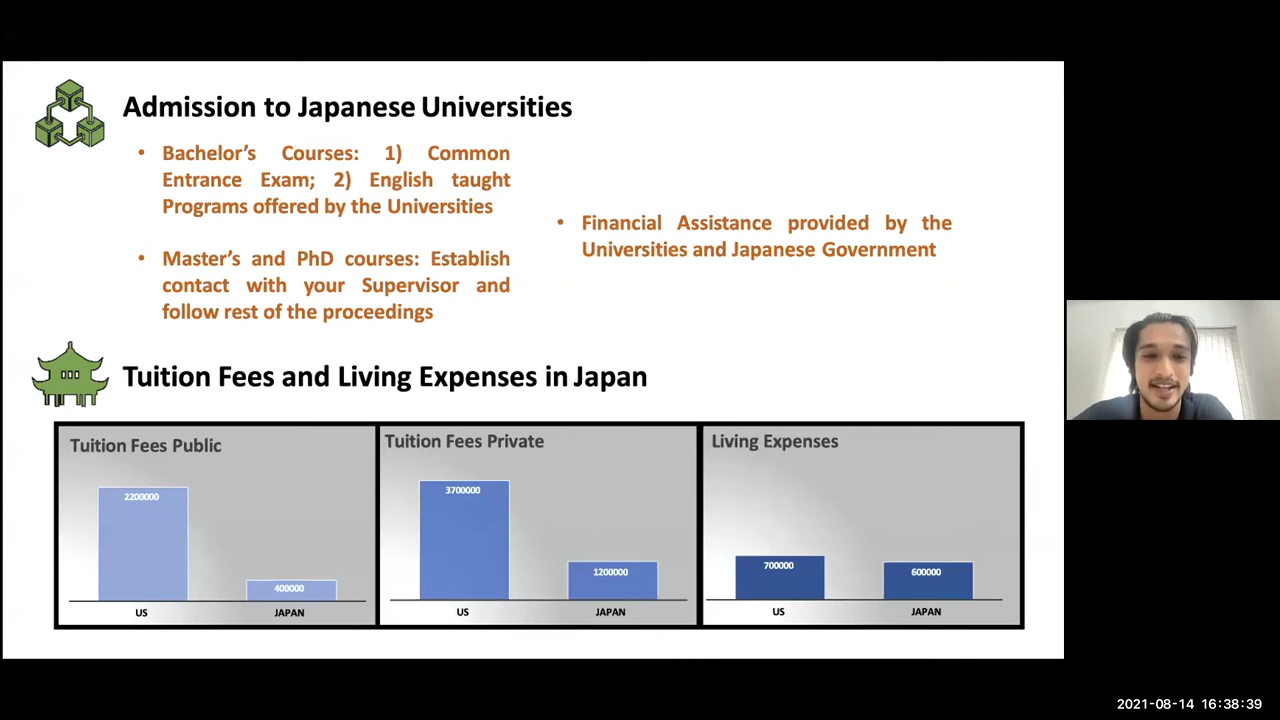 Admission to Japanese Universities
• Bachelor's Courses: 1) Common
Entrance Exam; 2) English taught
Programs offered by the Universities
• Master's and PhD courses: Establish
contact with your Supervisor and
follow rest of the proceedings
• Financial Assistance provided by the
Universities and Japanese Government
Tuition Fees and Living Expenses in Japan
Tuition Fees Public
2200000
400000
US
JAPAN
Tuition Fees Private
3700000
1200000
US
JAPAN
Living Expenses
700000
600000
US
JAPAN
2021-08-14 16:38:39